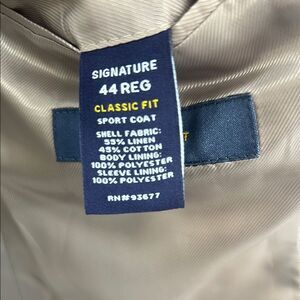 SIGNATURE
44 REG
CLASSIC FIT
SPORT COAT
SHELL FABRIC:
55% LINEN
45% COTTON
BODY LINING:
100% POLYESTER
SLEEVE LINING:
100% POLYESTER
RN#93677